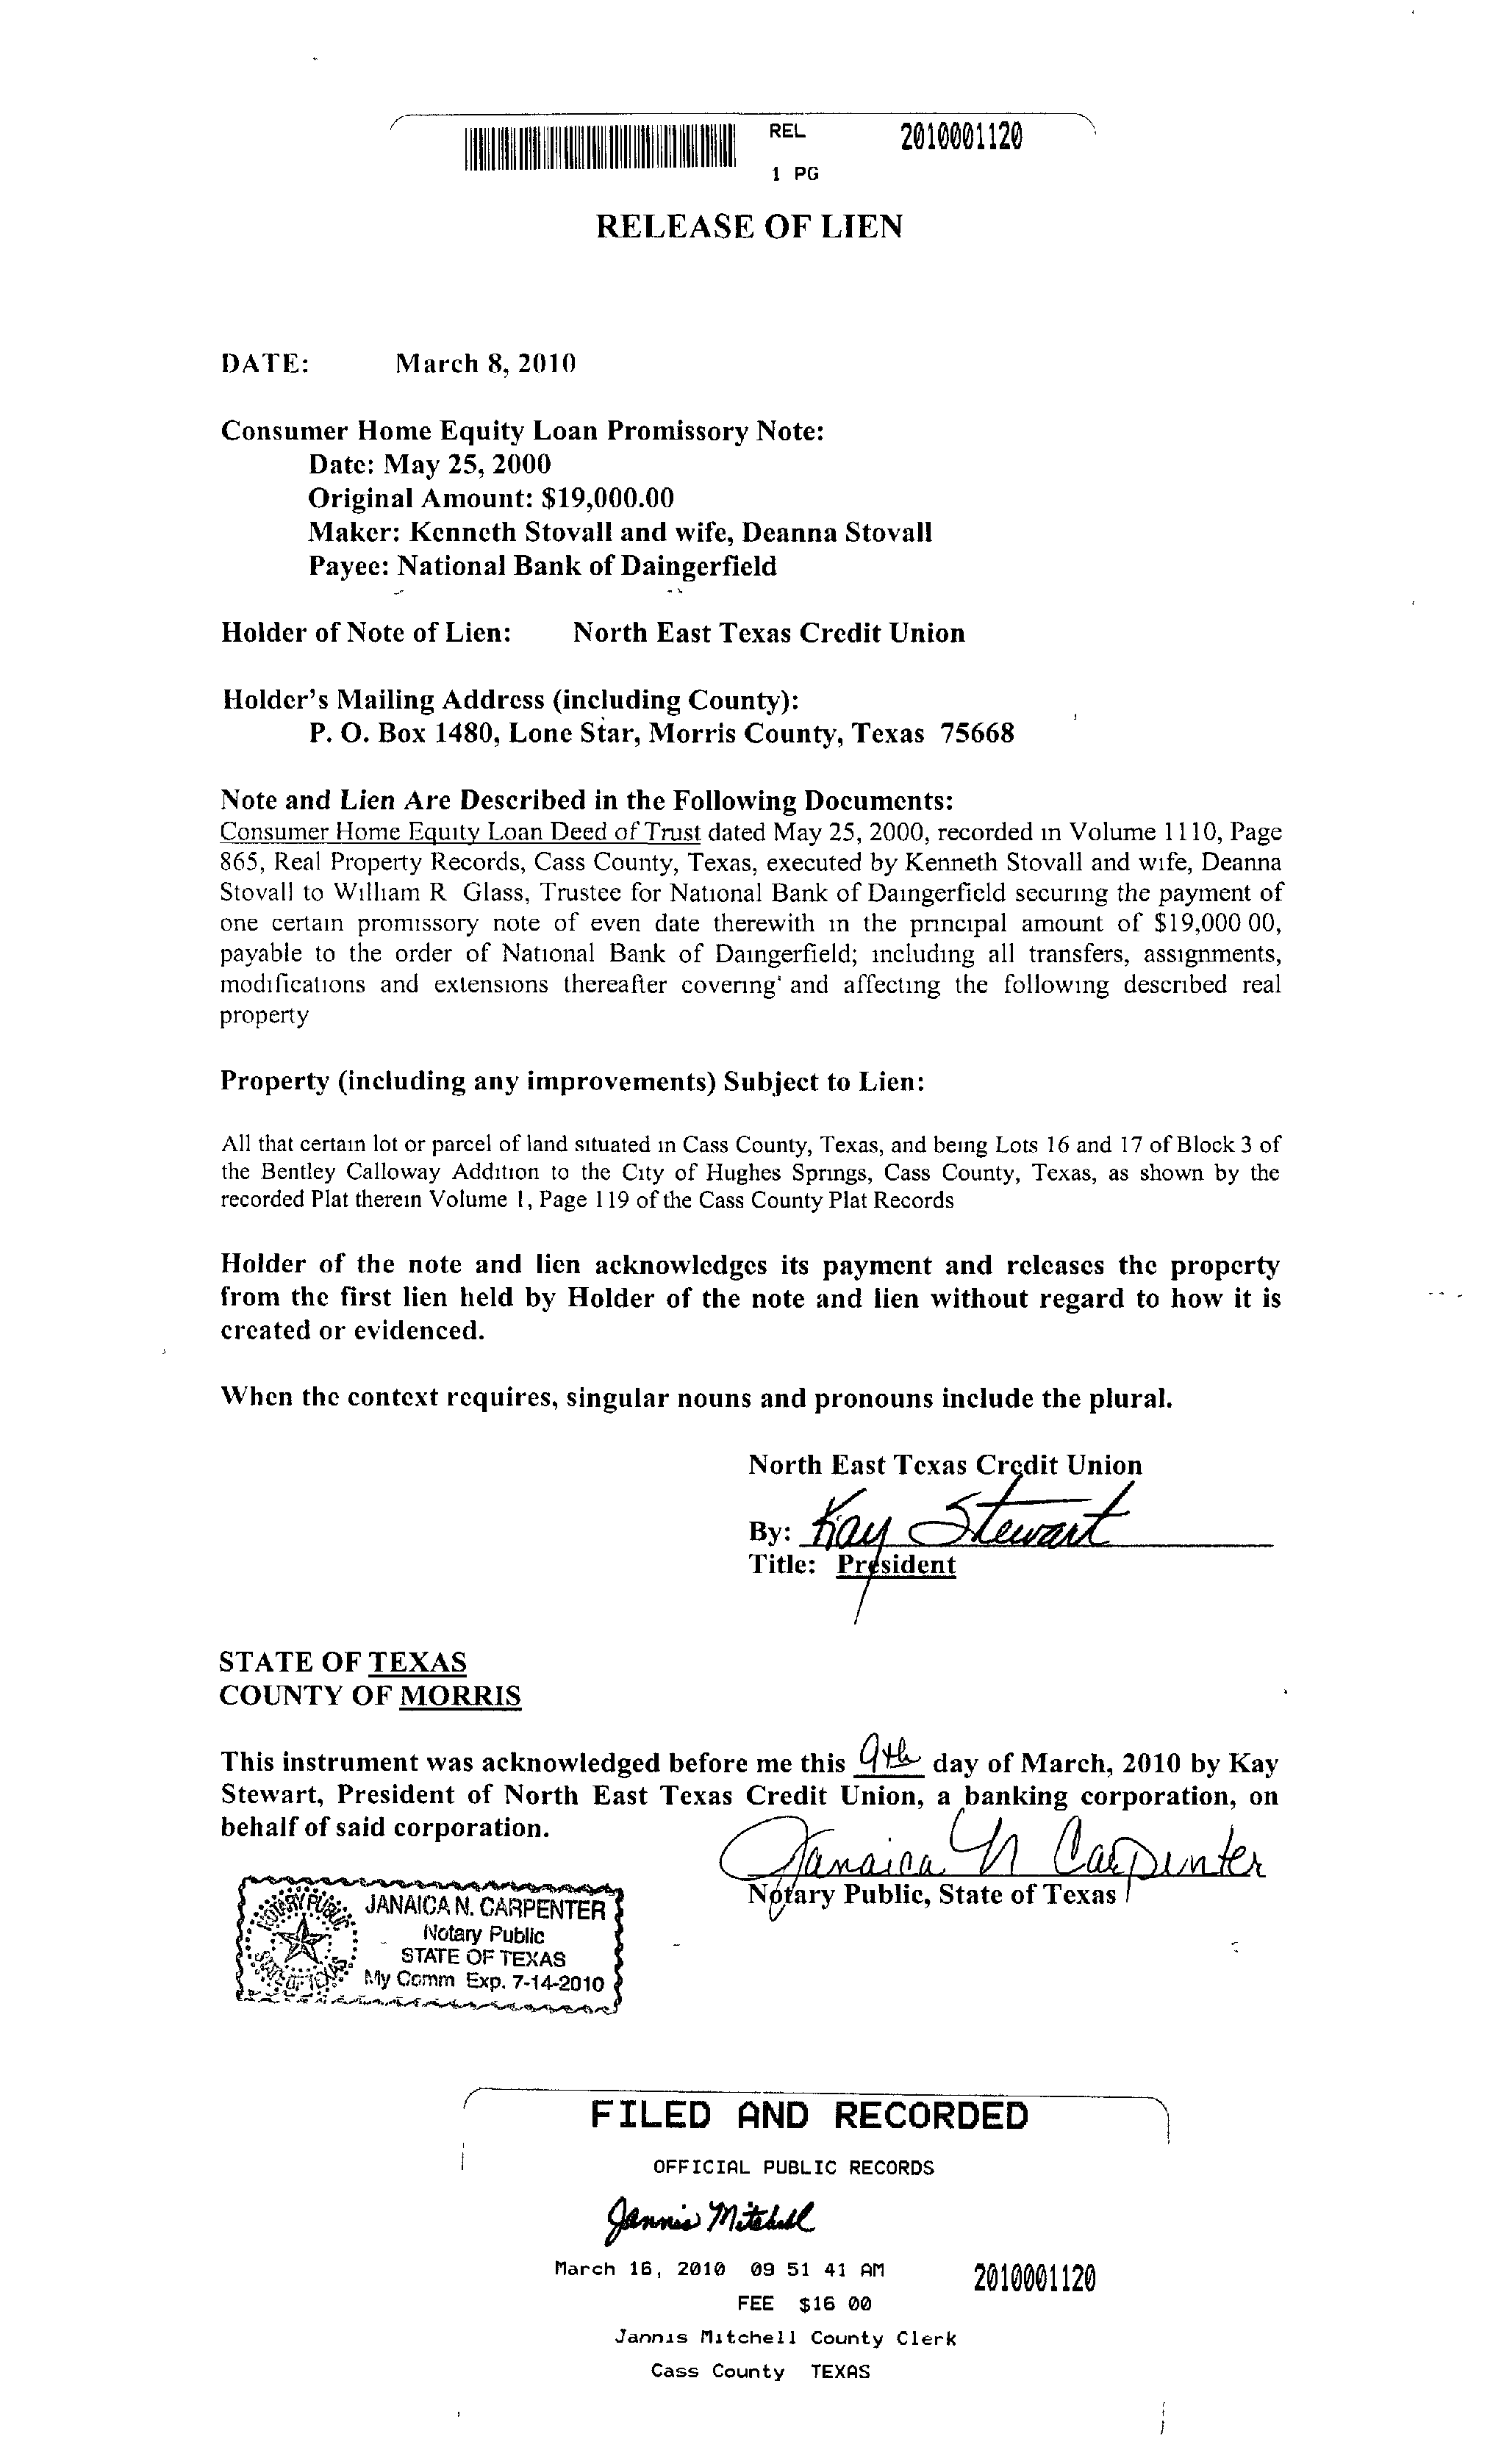 REL 2010001120
1 PG
RELEASE OF LIEN
DATE: March 8, 2010
Consumer Home Equity Loan Promissory Note:
Date: May 25, 2000
Original Amount: $19,000.00
Maker: Kenneth Stovall and wife, Deanna Stovall
Payee: National Bank of Daingerfield
Holder of Note of Lien: North East Texas Credit Union
Holder's Mailing Address (including County):
P. O. Box 1480, Lone Star, Morris County, Texas 75668
Note and Lien Are Described in the Following Documents:
Consumer Home Equity Loan Deed of Trust dated May 25, 2000, recorded in Volume 1110, Page
865, Real Property Records, Cass County, Texas, executed by Kenneth Stovall and wife, Deanna
Stovall to William R Glass, Trustee for National Bank of Daingerfield securing the payment of
one certain promissory note of even date therewith in the principal amount of $19,000 00,
payable to the order of National Bank of Daingerfield; including all transfers, assignments,
modifications and extensions thereafter covering and affecting the following described real
property
Property (including any improvements) Subject to Lien:
All that certain lot or parcel of land situated in Cass County, Texas, and being Lots 16 and 17 of Block 3 of
the Bentley Calloway Addition to the City of Hughes Springs, Cass County, Texas, as shown by the
recorded Plat therein Volume 1, Page 119 of the Cass County Plat Records
Holder of the note and lien acknowledges its payment and releases the property
from the first lien held by Holder of the note and lien without regard to how it is
created or evidenced.
When the context requires, singular nouns and pronouns include the plural.
North East Texas Credit Union
By: Kay Stewart
Title: President
STATE OF TEXAS
COUNTY OF MORRIS
This instrument was acknowledged before me this 9th day of March, 2010 by Kay
Stewart, President of North East Texas Credit Union, a banking corporation, on
behalf of said corporation.
Janaica N Carpenter
Notary Public, State of Texas
NOTARY PUBLIC
STATE OF TEXAS
JANAICA N. CARPENTER
Notary Public
STATE OF TEXAS
My Comm Exp. 7-14-2010
FILED AND RECORDED
OFFICIAL PUBLIC RECORDS
Jannis Mitchell
March 16, 2010 09 51 41 AM 2010001120
FEE $16 00
Jannis Mitchell County Clerk
Cass County TEXAS